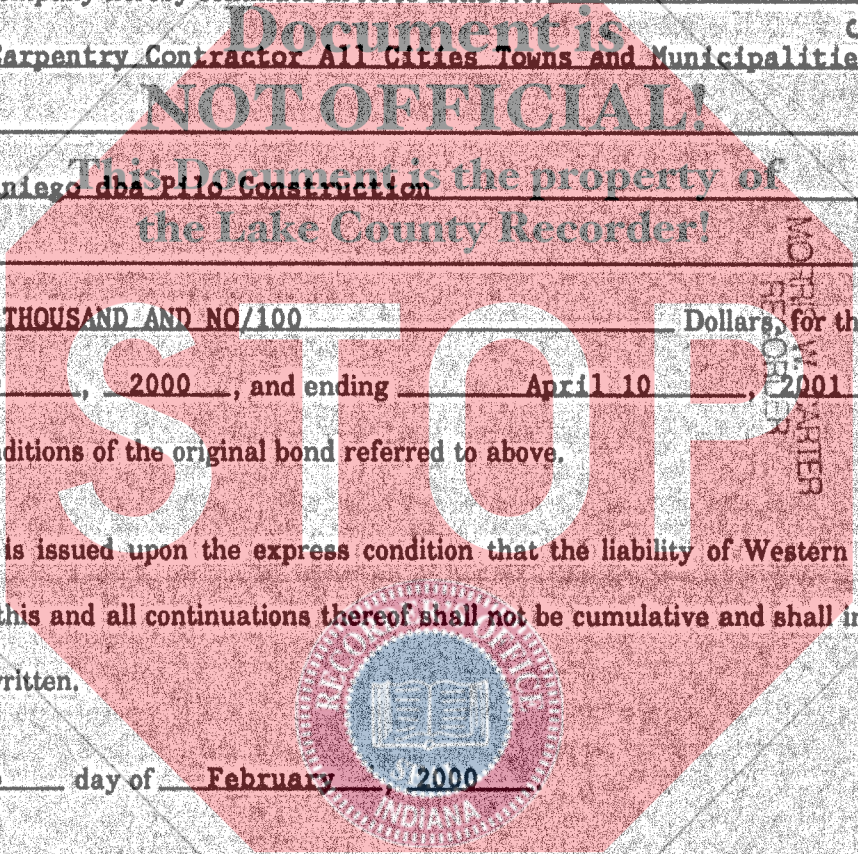 Document is
Carpentry Contractor All Cities Towns and Municipalitie
NOT OFFICIAL!
This Document is the property of
niego dba Pilo Construction
the Lake County Recorder!
THOUSAND AND NO/100 Dollars, for th
, 2000 , and ending April 10 , 2001
STOP
RECORDER
ditions of the original bond referred to above.
is issued upon the express condition that the liability of Western
this and all continuations thereof shall not be cumulative and shall in
ritten.
RECORDER'S OFFICE
INDIANA
day of February , 2000 .